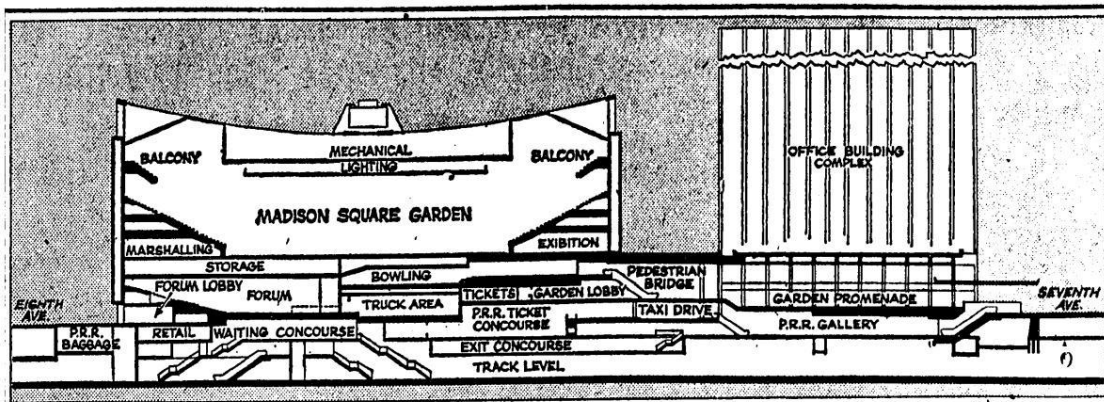 OFFICE BUILDING
COMPLEX
BALCONY
MECHANICAL
LIGHTING
BALCONY
MADISON SQUARE GARDEN
MARSHALLING
EXIBITION
STORAGE
BOWLING
PEDESTRIAN
BRIDGE
FORUM LOBBY
FORUM
TRUCK AREA
TICKETS
GARDEN LOBBY
GARDEN PROMENADE
EIGHTH
AVE.
SEVENTH
AVE.
P.R.R.
BAGGAGE
RETAIL
WAITING CONCOURSE
P.R.R. TICKET
CONCOURSE
TAXI DRIVE
P.R.R. GALLERY
EXIT CONCOURSE
TRACK LEVEL